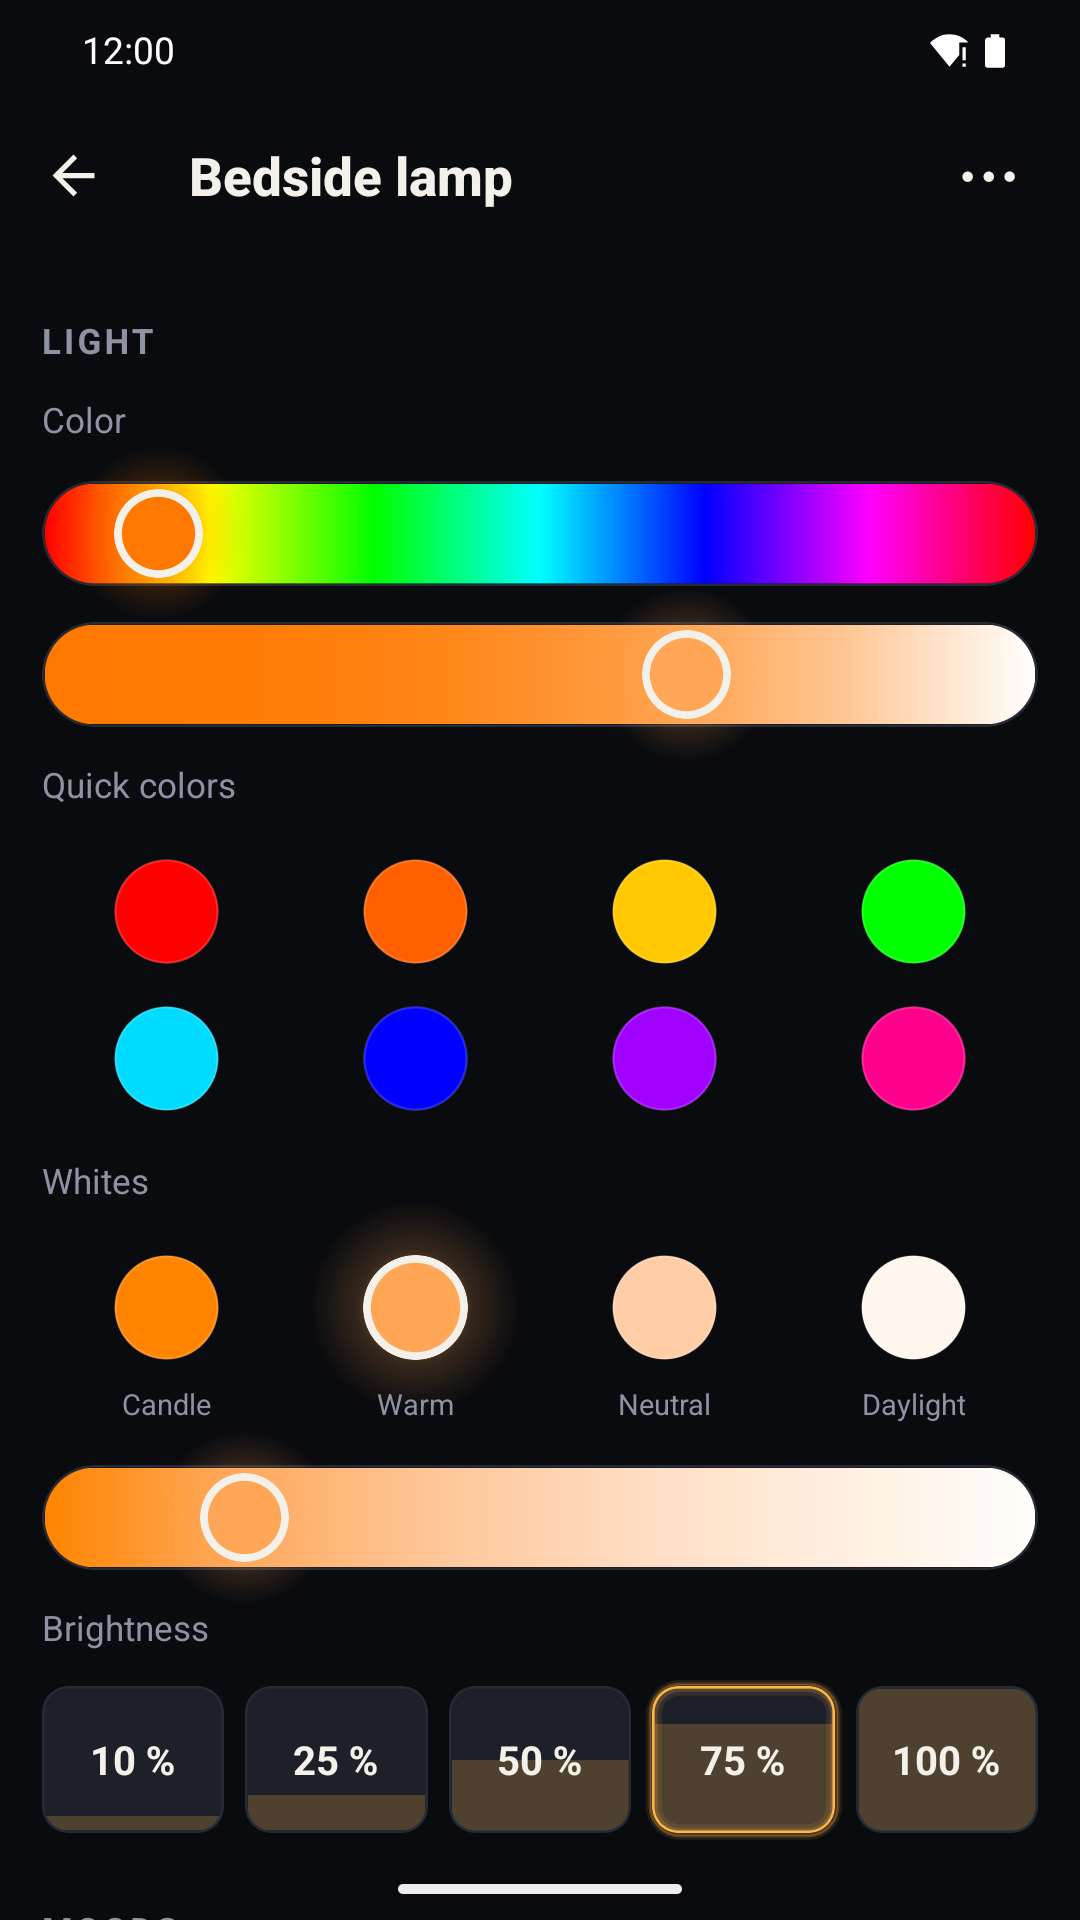 12:00
Bedside lamp
LIGHT
Color
Quick colors
Whites
Candle
Warm
Neutral
Daylight
Brightness
10 %
25 %
50 %
75 %
100 %